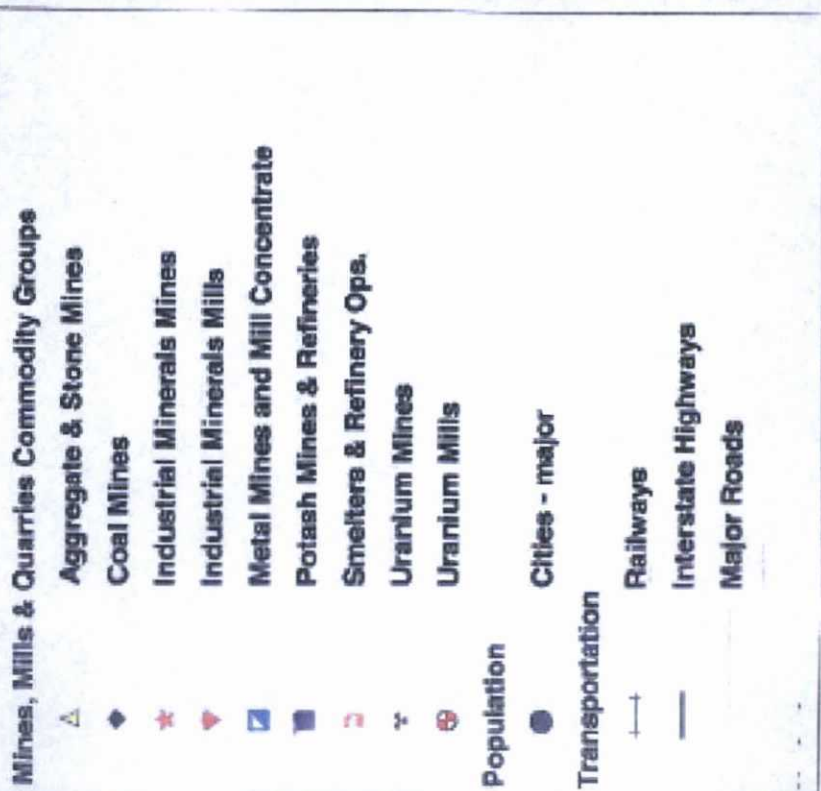 Mines, Mills & Quarries Commodity Groups
Aggregate & Stone Mines
Coal Mines
Industrial Minerals Mines
Industrial Minerals Mills
Metal Mines and Mill Concentrate
Potash Mines & Refineries
Smelters & Refinery Ops.
Uranium Mines
Uranium Mills
Population
Cities - major
Transportation
Railways
Interstate Highways
Major Roads